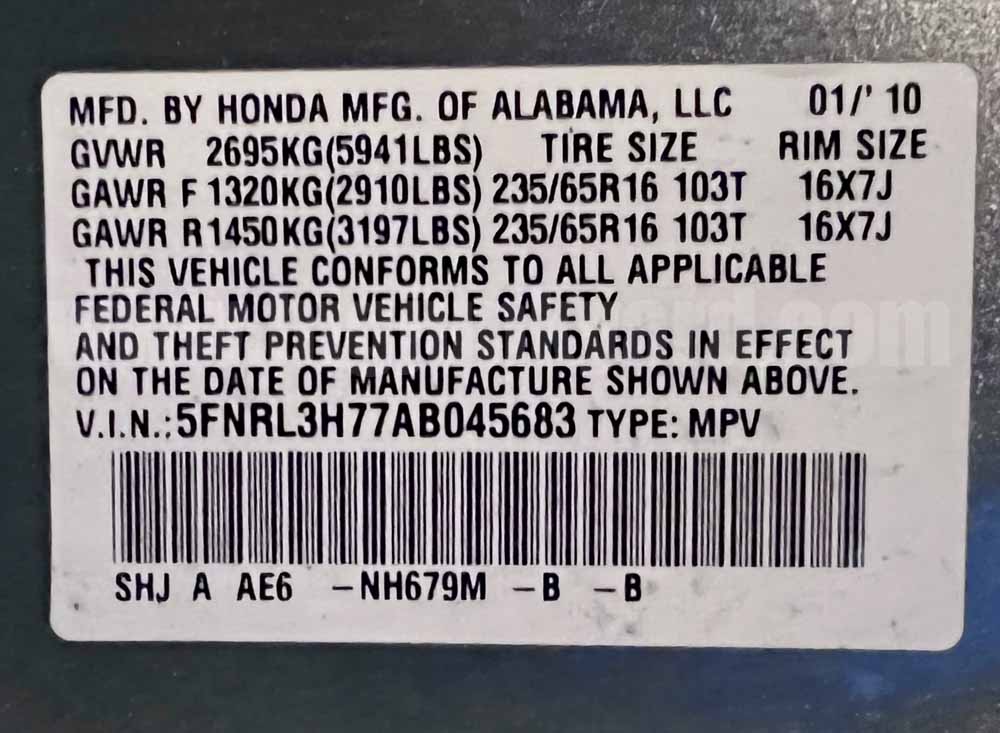 MFD. BY HONDA MFG. OF ALABAMA, LLC 01/' 10
GVWR 2695KG(5941LBS) TIRE SIZE RIM SIZE
GAWR F 1320KG(2910LBS) 235/65R16 103T 16X7J
GAWR R1450KG(3197LBS) 235/65R16 103T 16X7J
THIS VEHICLE CONFORMS TO ALL APPLICABLE
FEDERAL MOTOR VEHICLE SAFETY
AND THEFT PREVENTION STANDARDS IN EFFECT
ON THE DATE OF MANUFACTURE SHOWN ABOVE.
V.I.N.:5FNRL3H77AB045683 TYPE: MPV
SHJ A AE6 –NH679M –B –B